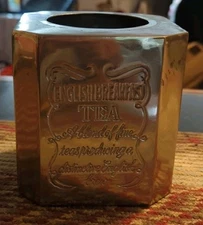 ENGLISH BREAKFAST
TEA
A blend of fine
teas producing a